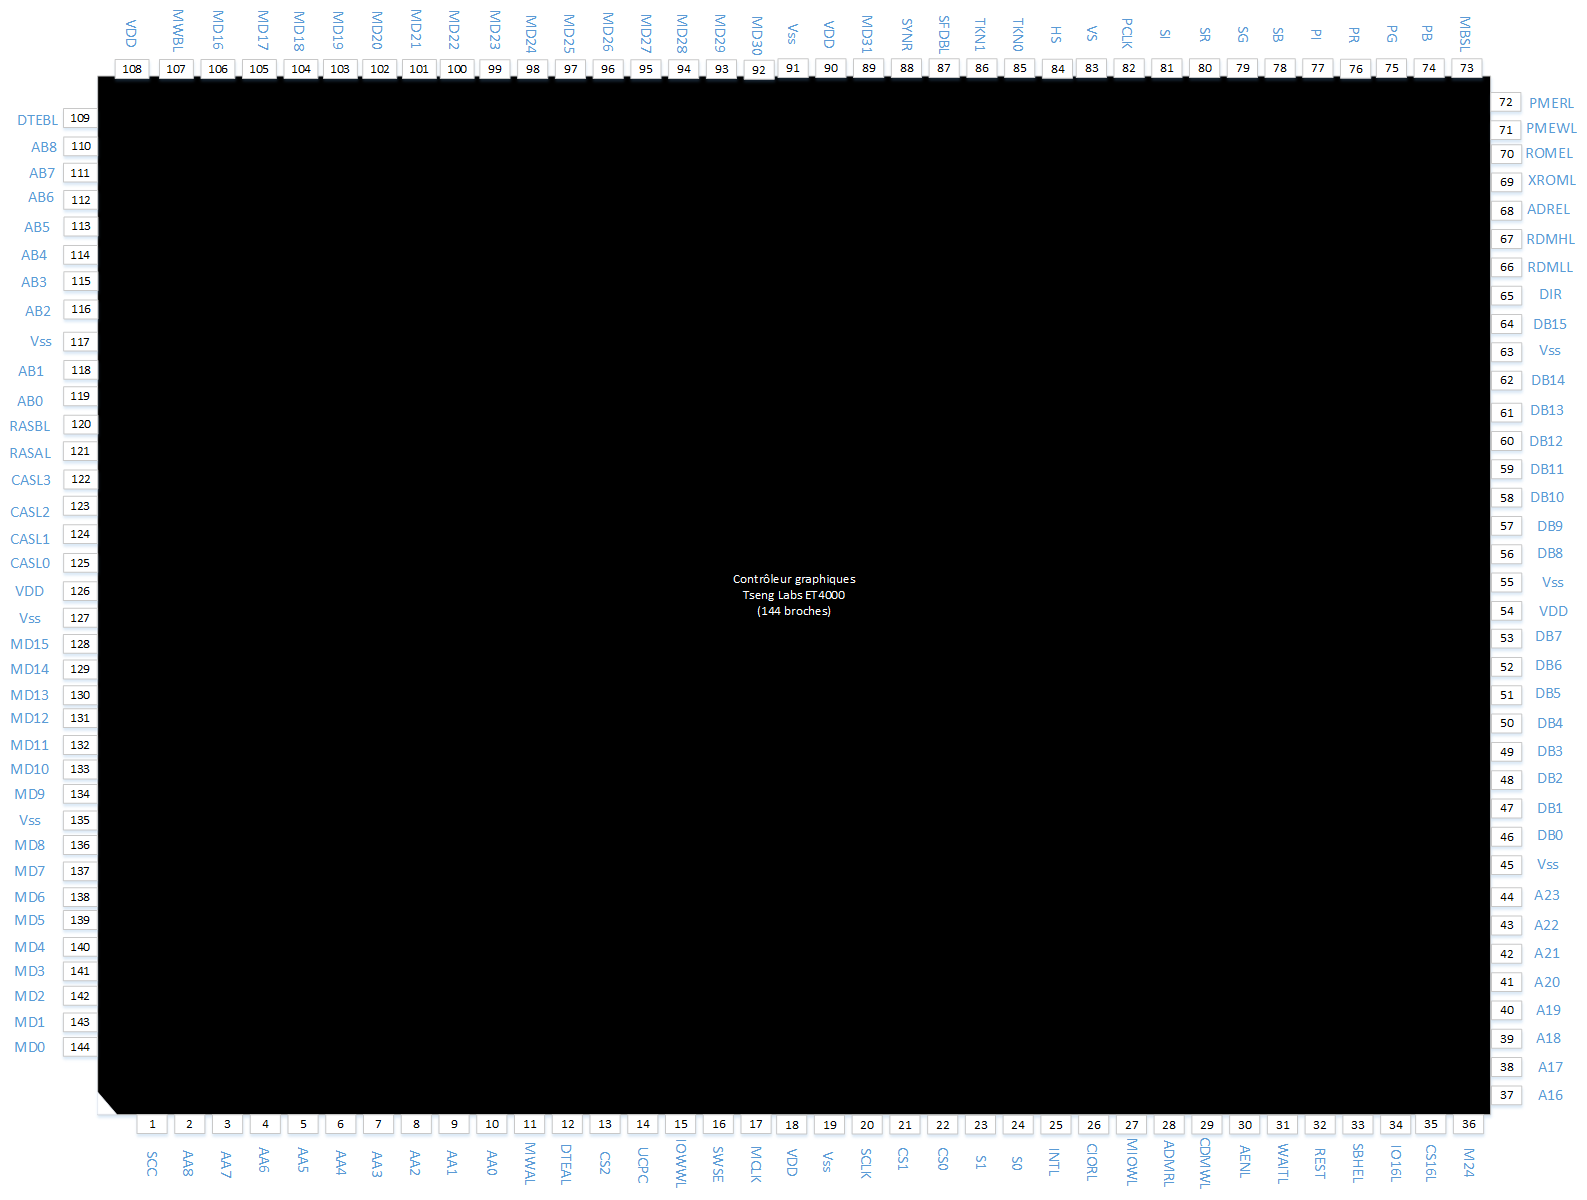 VDD MWBL MD16 MD17 MD18 MD19 MD20 MD21 MD22 MD23 MD24 MD25 MD26 MD27 MD28 MD29 MD30 Vss VDD MD31 SYNR SFDBL TKN1 TKN0 HS VS PCLK SI SR SG SB PI PR PG PB MBSL
108 107 106 105 104 103 102 101 100 99 98 97 96 95 94 93 92 91 90 89 88 87 86 85 84 83 82 81 80 79 78 77 76 75 74 73
DTEBL 109
AB8 110
AB7 111
AB6 112
AB5 113
AB4 114
AB3 115
AB2 116
Vss 117
AB1 118
AB0 119
RASBL 120
RASAL 121
CASL3 122
CASL2 123
CASL1 124
CASL0 125
VDD 126
Vss 127
MD15 128
MD14 129
MD13 130
MD12 131
MD11 132
MD10 133
MD9 134
Vss 135
MD8 136
MD7 137
MD6 138
MD5 139
MD4 140
MD3 141
MD2 142
MD1 143
MD0 144
Contrôleur graphiques
Tseng Labs ET4000
(144 broches)
72 PMERL
71 PMEWL
70 ROMEL
69 XROML
68 ADREL
67 RDMHL
66 RDMLL
65 DIR
64 DB15
63 Vss
62 DB14
61 DB13
60 DB12
59 DB11
58 DB10
57 DB9
56 DB8
55 Vss
54 VDD
53 DB7
52 DB6
51 DB5
50 DB4
49 DB3
48 DB2
47 DB1
46 DB0
45 Vss
44 A23
43 A22
42 A21
41 A20
40 A19
39 A18
38 A17
37 A16
1 2 3 4 5 6 7 8 9 10 11 12 13 14 15 16 17 18 19 20 21 22 23 24 25 26 27 28 29 30 31 32 33 34 35 36
SCC AA8 AA7 AA6 AA5 AA4 AA3 AA2 AA1 AA0 MWAL DTEAL CS2 UCPC IOWWL SWSE MCLK VDD Vss SCLK CS1 CS0 S1 S0 INTL CIORL MIOWL ADMRL CDMWL AENL WAITL REST SBHEL IO16L CS16L M24